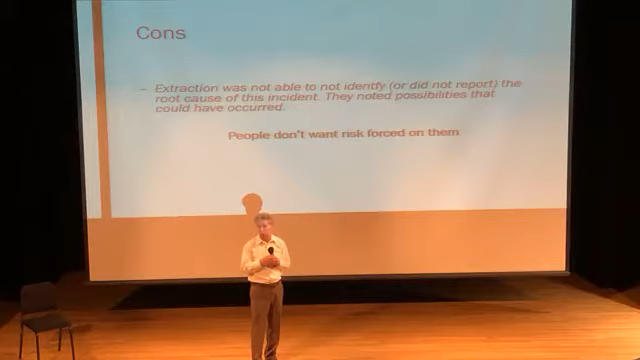 Cons
– Extraction was not able to not identfy (or did not report) the
root cause of this incident. They noted possibilities that
could have occurred.
People don't want risk forced on them